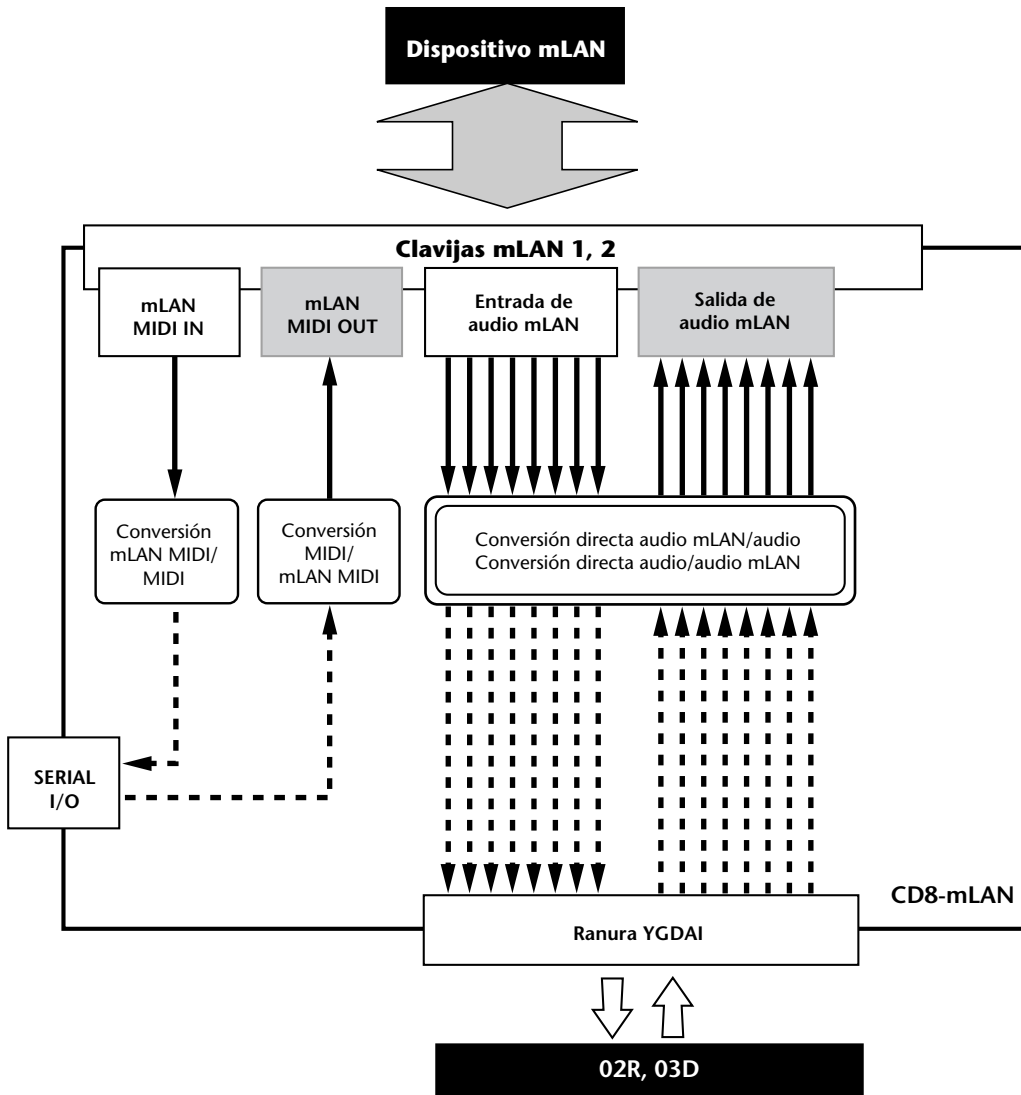 Dispositivo mLAN
Clavijas mLAN 1, 2
mLAN
MIDI IN
mLAN
MIDI OUT
Entrada de
audio mLAN
Salida de
audio mLAN
Conversión
mLAN MIDI/
MIDI
Conversión
MIDI/
mLAN MIDI
Conversión directa audio mLAN/audio
Conversión directa audio/audio mLAN
SERIAL
I/O
CD8-mLAN
Ranura YGDAI
02R, 03D